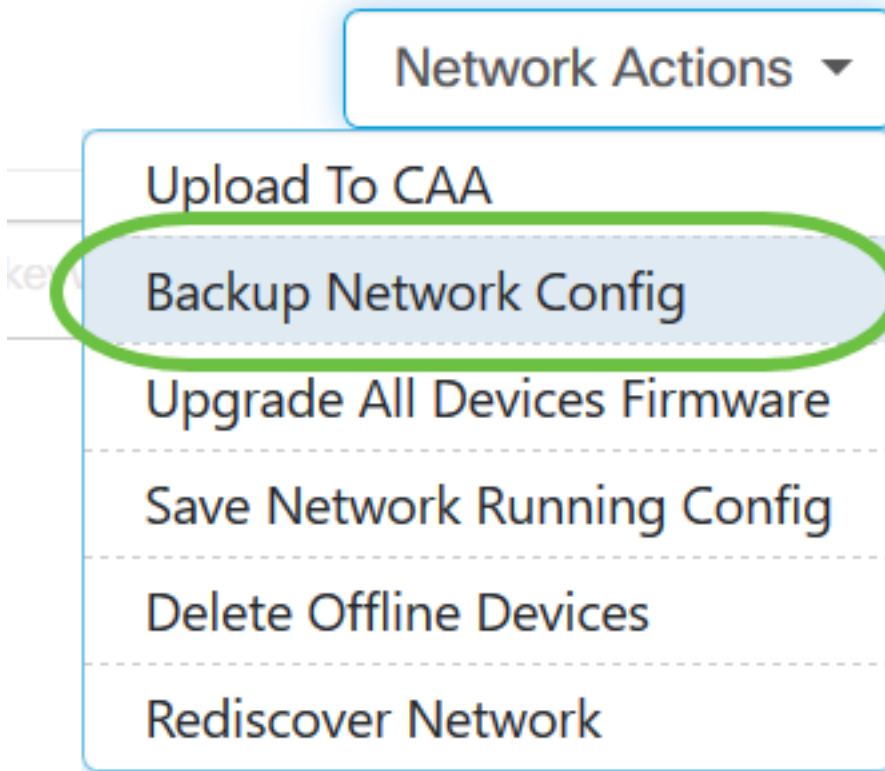 Network Actions
Upload To CAA
Backup Network Config
Upgrade All Devices Firmware
Save Network Running Config
Delete Offline Devices
Rediscover Network